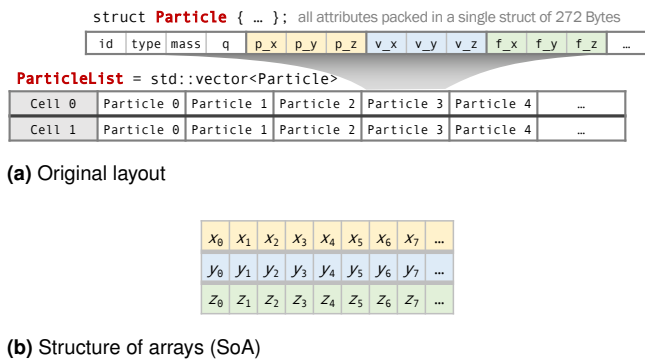 struct Particle { … }; all attributes packed in a single struct of 272 Bytes
id type mass q p_x p_y p_z v_x v_y v_z f_x f_y f_z …
ParticleList = std::vector<Particle>
Cell 0 Particle 0 Particle 1 Particle 2 Particle 3 Particle 4 …
Cell 1 Particle 0 Particle 1 Particle 2 Particle 3 Particle 4 …
(a) Original layout
x₀ x₁ x₂ x₃ x₄ x₅ x₆ x₇ …
y₀ y₁ y₂ y₃ y₄ y₅ y₆ y₇ …
z₀ z₁ z₂ z₃ z₄ z₅ z₆ z₇ …
(b) Structure of arrays (SoA)